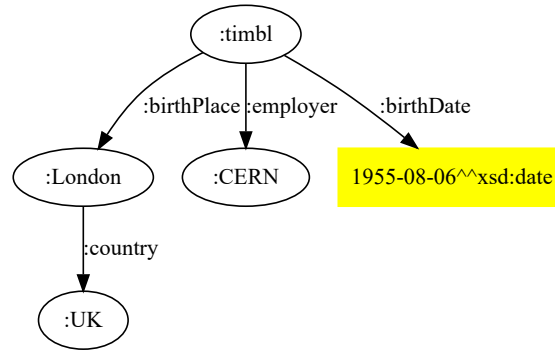 :timbl
:birthPlace
:employer
:birthDate
:London
:CERN
1955-08-06^^xsd:date
:country
:UK